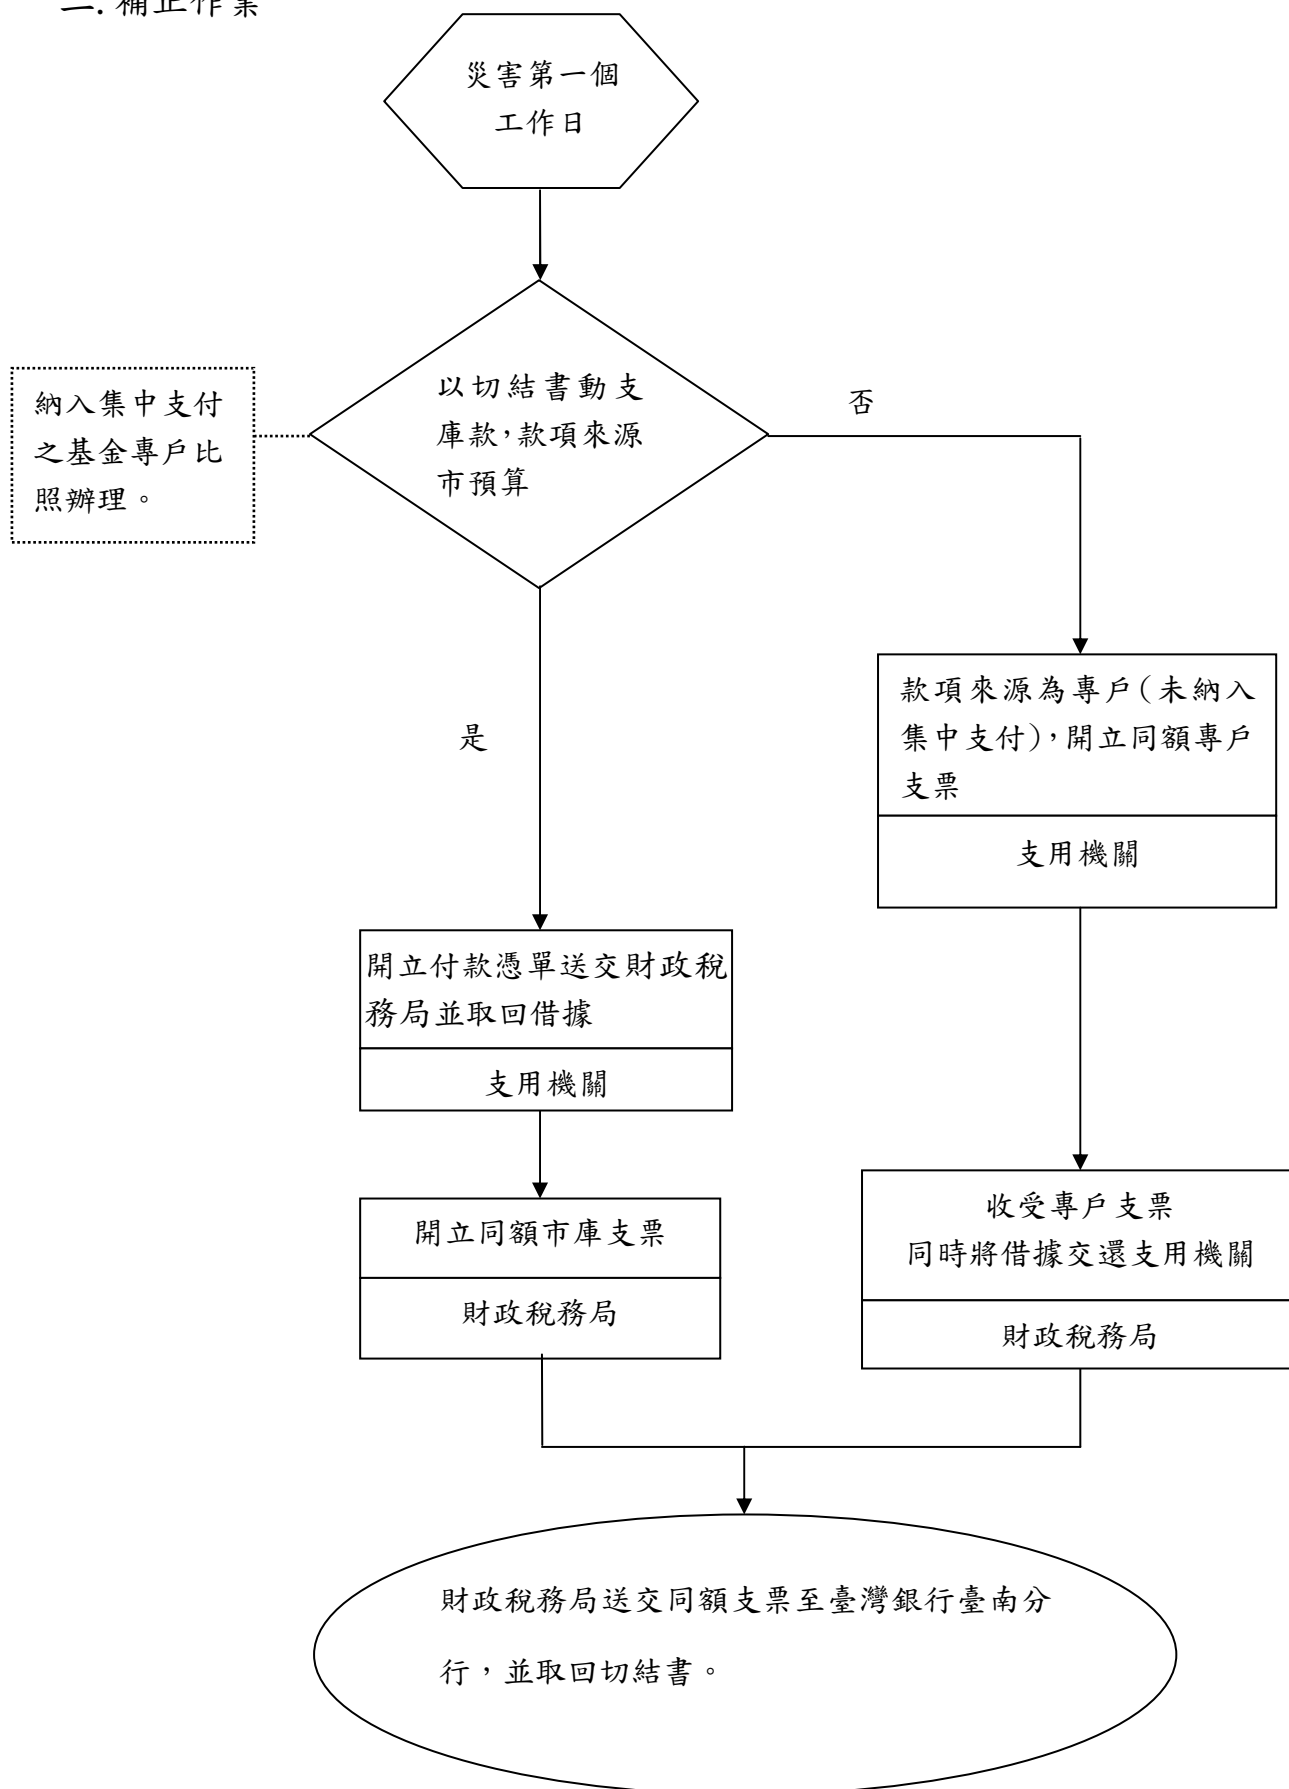 二.補正作業
災害第一個
工作日
以切結書動支
庫款,款項來源
市預算
否
納入集中支付
之基金專戶比
照辦理。
是
款項來源為專戶(未納入
集中支付),開立同額專戶
支票
支用機關
開立付款憑單送交財政稅
務局並取回借據
支用機關
開立同額市庫支票
財政稅務局
收受專戶支票
同時將借據交還支用機關
財政稅務局
財政稅務局送交同額支票至臺灣銀行臺南分
行,並取回切結書。